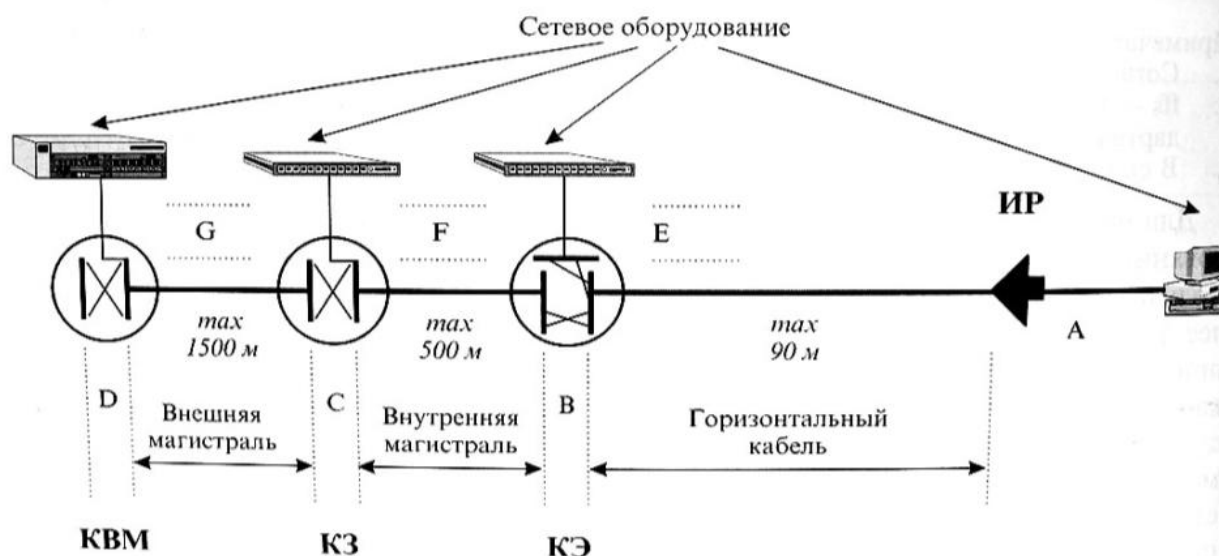 Сетевое оборудование
ИР
G
F
E
A
max
1500 м
max
500 м
max
90 м
D
C
B
Внешняя
магистраль
Внутренняя
магистраль
Горизонтальный
кабель
КВМ
КЗ
КЭ